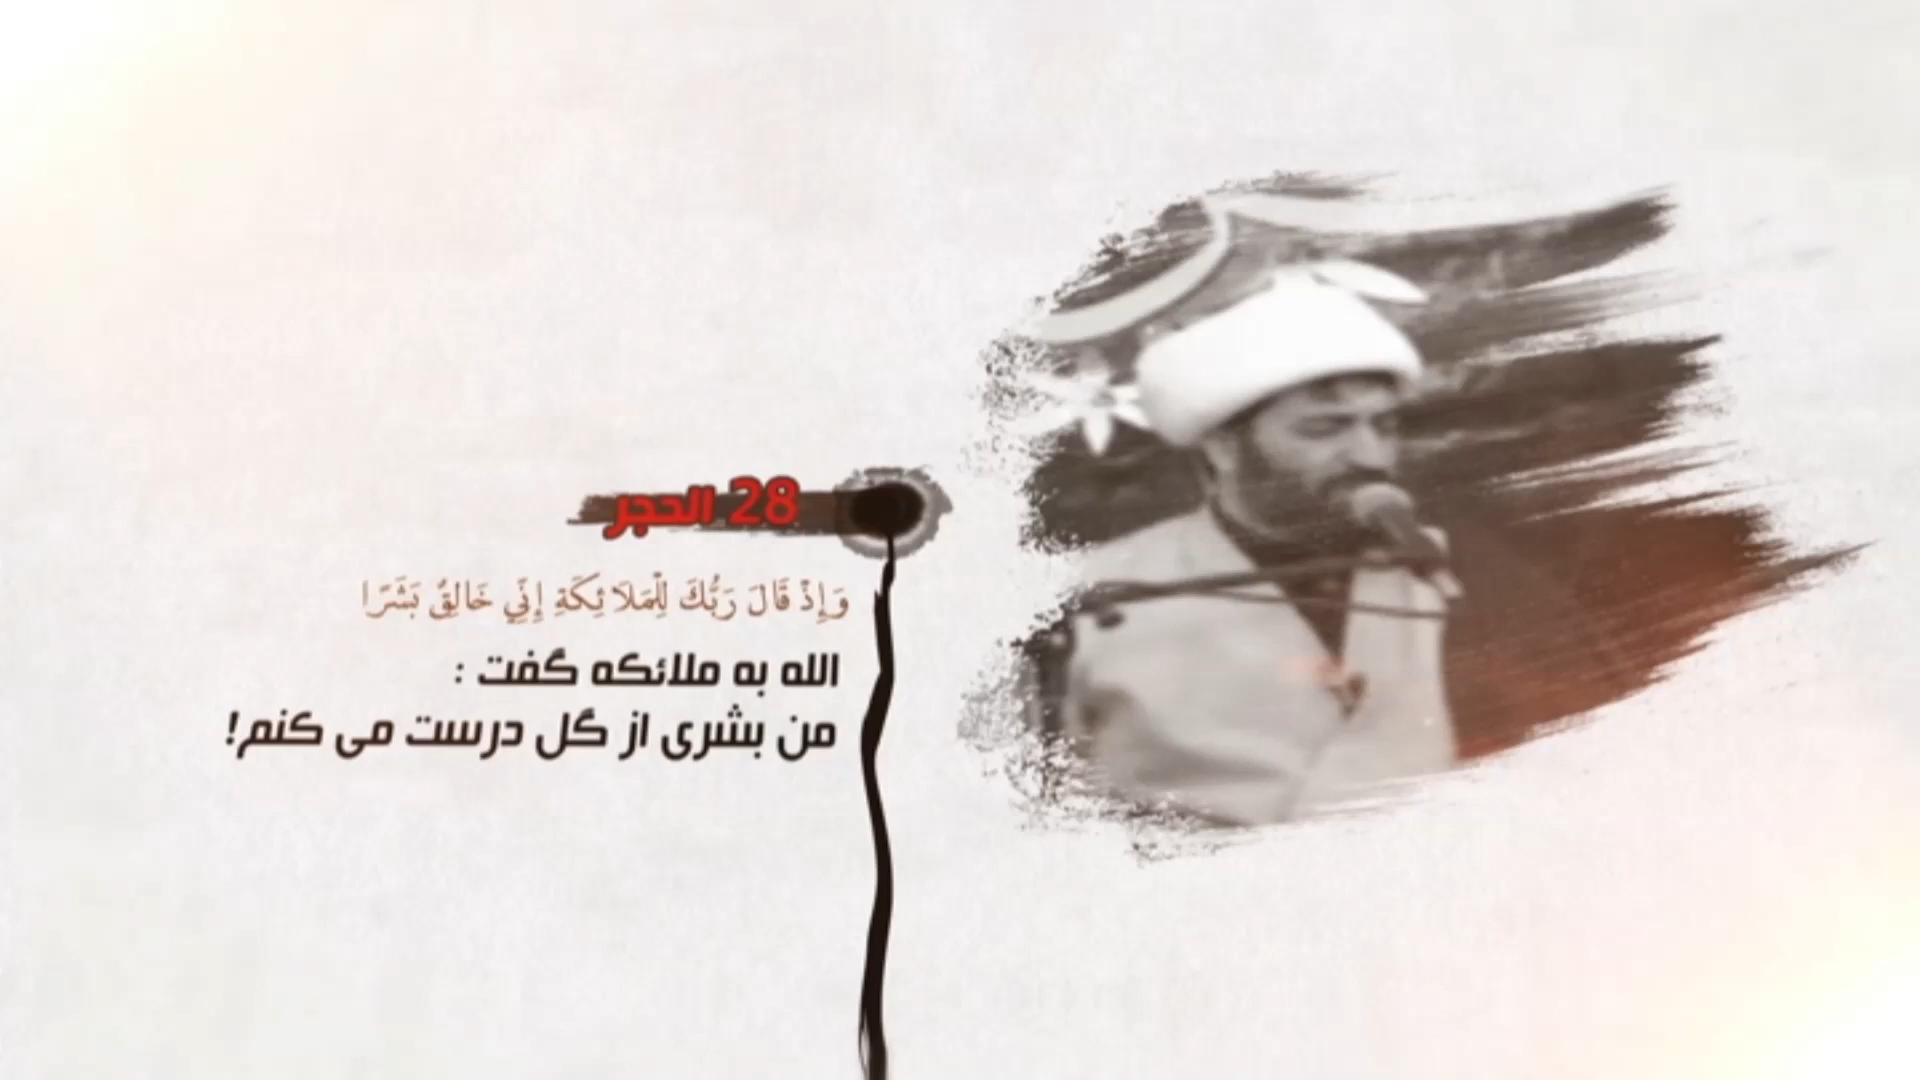 28 الحجر
وَإِذْ قَالَ رَبُّكَ لِلْمَلَائِكَةِ إِنِّي خَالِقٌ بَشَرًا
الله به ملائکه گفت :
من بشری از گل درست می کنم!